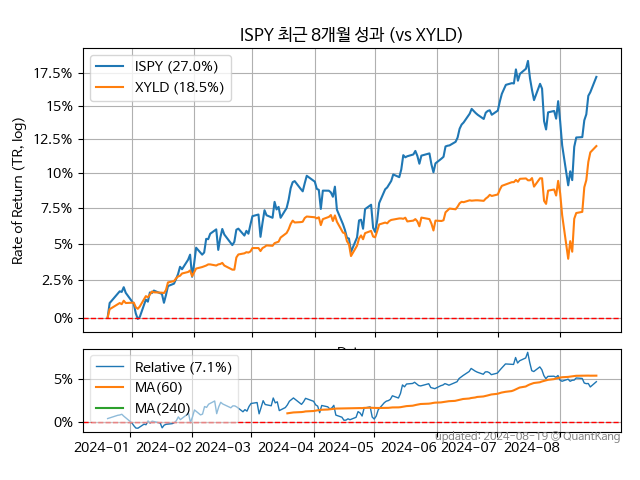 ISPY 최근 8개월 성과 (vs XYLD)
Rate of Return (TR, log)
17.5%
15%
12.5%
10%
7.5%
5%
2.5%
0%
ISPY (27.0%)
XYLD (18.5%)
5%
0%
Relative (7.1%)
MA(60)
MA(240)
2024-01 2024-02 2024-03 2024-04 2024-05 2024-06 2024-07 2024-08
updated: 2024-08-19 © QuantKang